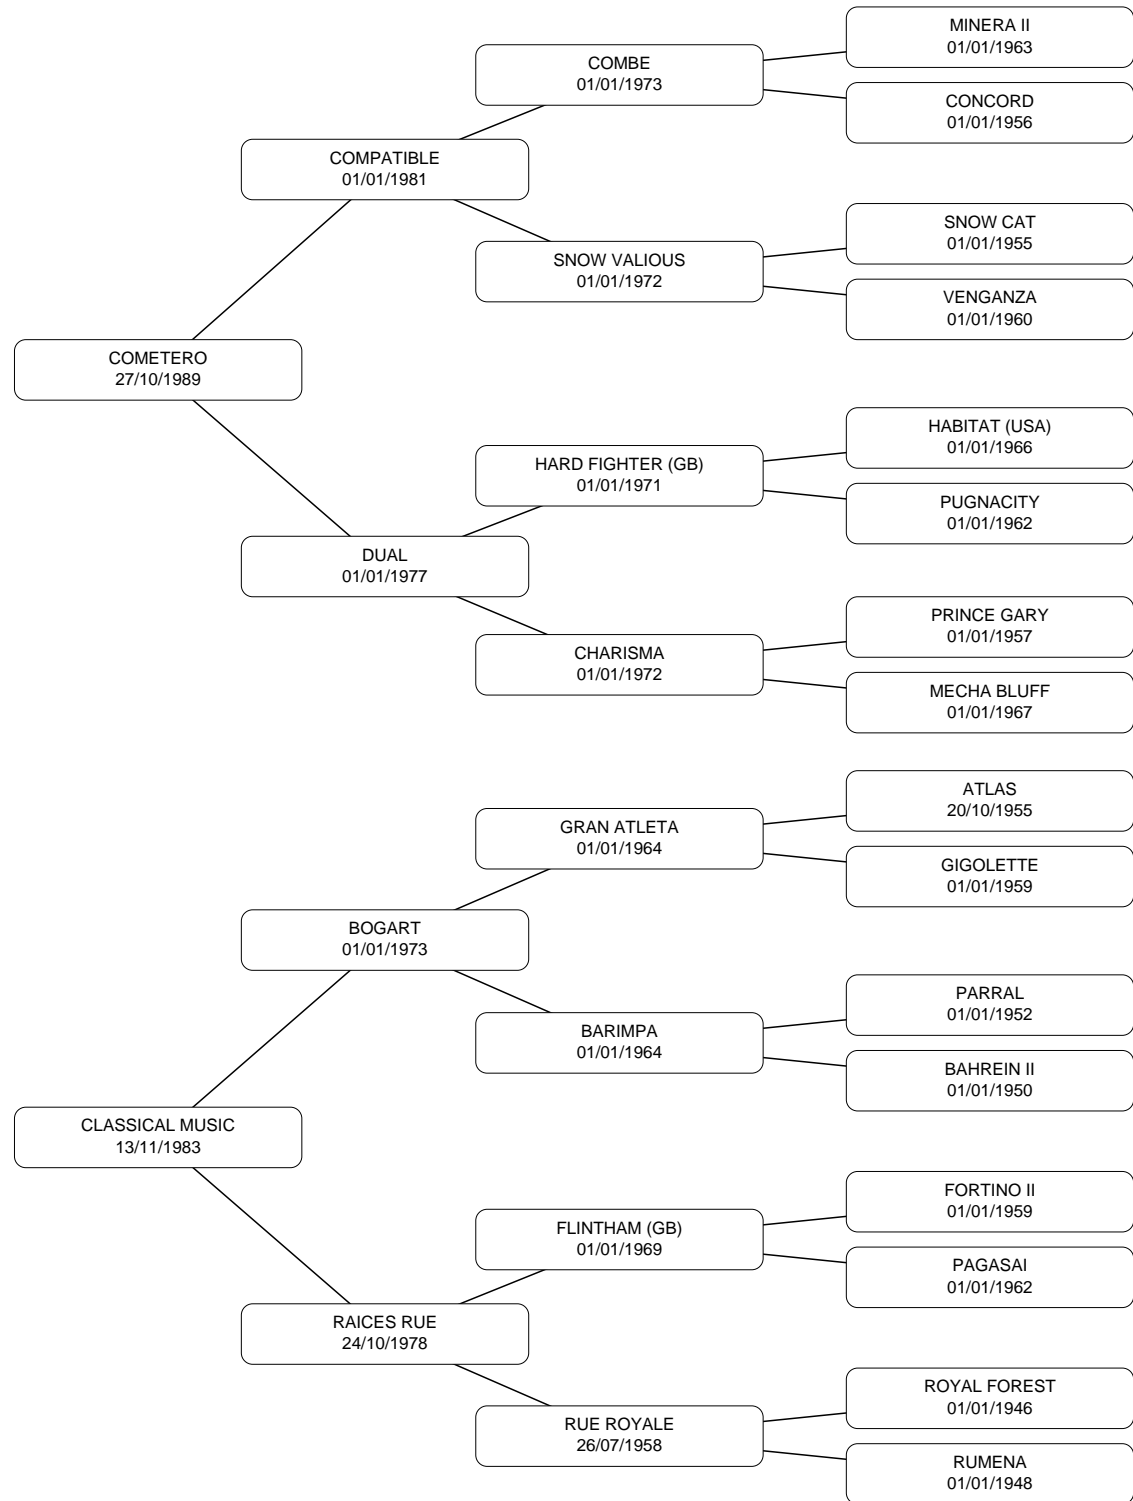 MINERA II
01/01/1963
COMBE
01/01/1973
CONCORD
01/01/1956
COMPATIBLE
01/01/1981
SNOW CAT
01/01/1955
SNOW VALIOUS
01/01/1972
VENGANZA
01/01/1960
COMETERO
27/10/1989
HABITAT (USA)
01/01/1966
HARD FIGHTER (GB)
01/01/1971
PUGNACITY
01/01/1962
DUAL
01/01/1977
PRINCE GARY
01/01/1957
CHARISMA
01/01/1972
MECHA BLUFF
01/01/1967
ATLAS
20/10/1955
GRAN ATLETA
01/01/1964
GIGOLETTE
01/01/1959
BOGART
01/01/1973
PARRAL
01/01/1952
BARIMPA
01/01/1964
BAHREIN II
01/01/1950
CLASSICAL MUSIC
13/11/1983
FORTINO II
01/01/1959
FLINTHAM (GB)
01/01/1969
PAGASAI
01/01/1962
RAICES RUE
24/10/1978
ROYAL FOREST
01/01/1946
RUE ROYALE
26/07/1958
RUMENA
01/01/1948